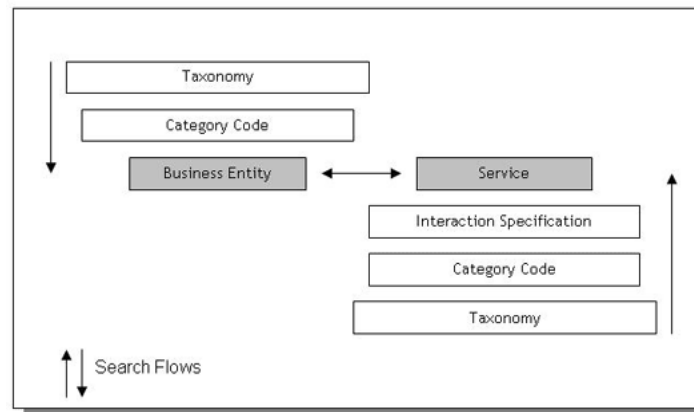 Taxonomy
Category Code
Business Entity
Service
Interaction Specification
Category Code
Taxonomy
Search Flows